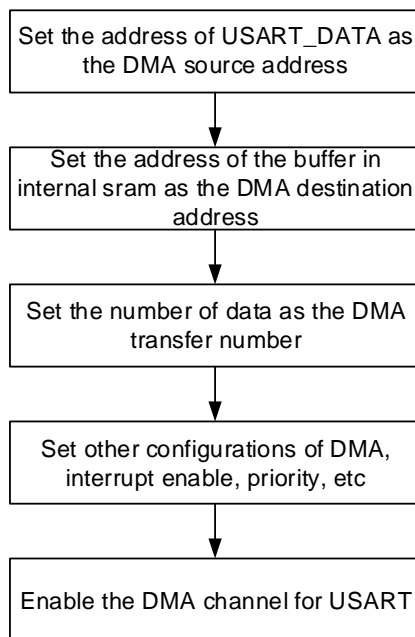 Set the address of USART_DATA as
the DMA source address
Set the address of the buffer in
internal sram as the DMA destination
address
Set the number of data as the DMA
transfer number
Set other configurations of DMA,
interrupt enable, priority, etc
Enable the DMA channel for USART